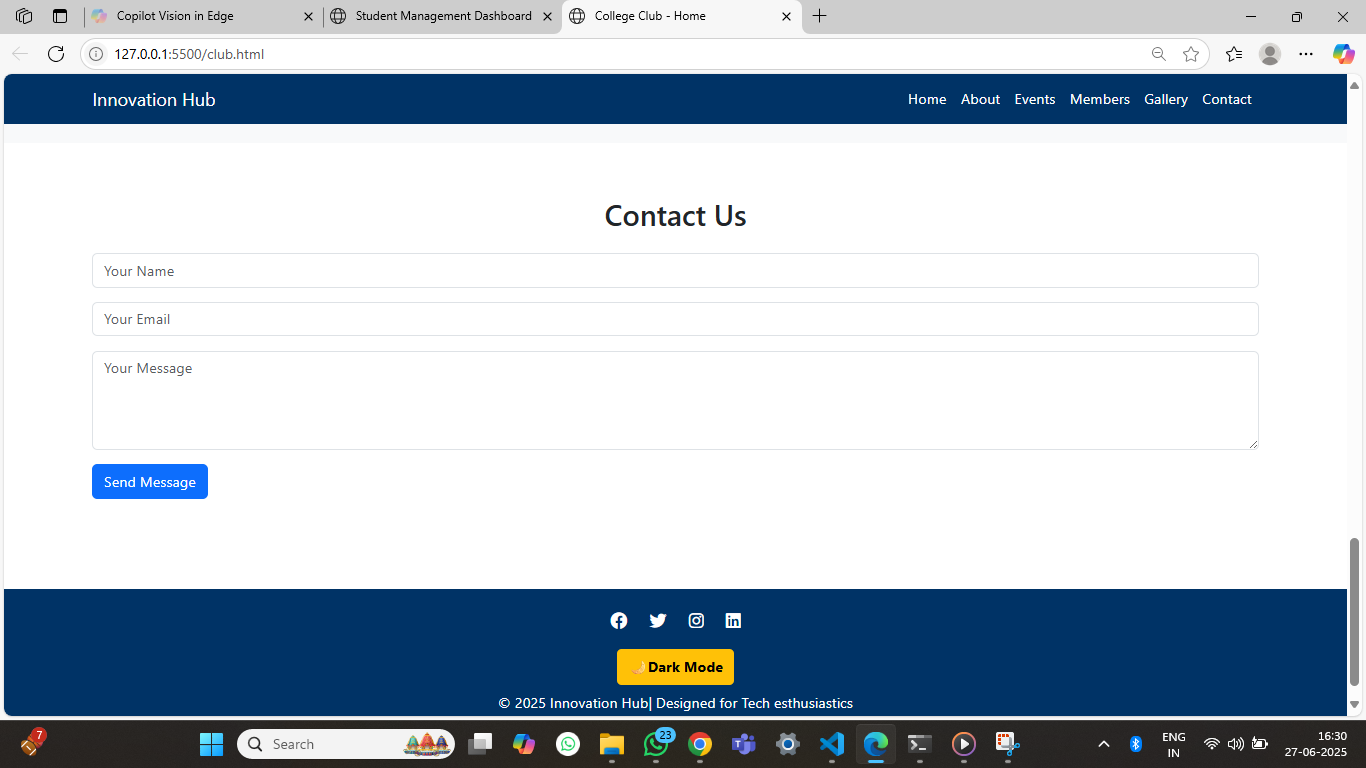 Copilot Vision in Edge
Student Management Dashboard
College Club - Home
127.0.0.1:5500/club.html
Innovation Hub
Home About Events Members Gallery Contact
Contact Us
Your Name
Your Email
Your Message
Send Message
🌙Dark Mode
© 2025 Innovation Hub| Designed for Tech esthusiastics
7
Search
23
ENG
IN
16:30
27-06-2025